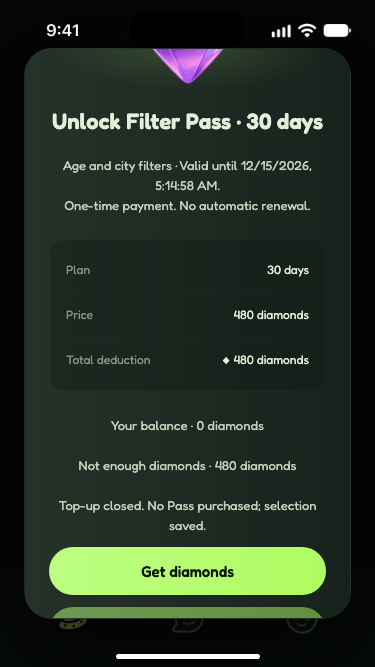 9:41
Unlock Filter Pass · 30 days
Age and city filters · Valid until 12/15/2026,
5:14:58 AM.
One-time payment. No automatic renewal.
Plan
30 days
Price
480 diamonds
Total deduction
◆ 480 diamonds
Your balance · 0 diamonds
Not enough diamonds · 480 diamonds
Top-up closed. No Pass purchased; selection
saved.
Get diamonds